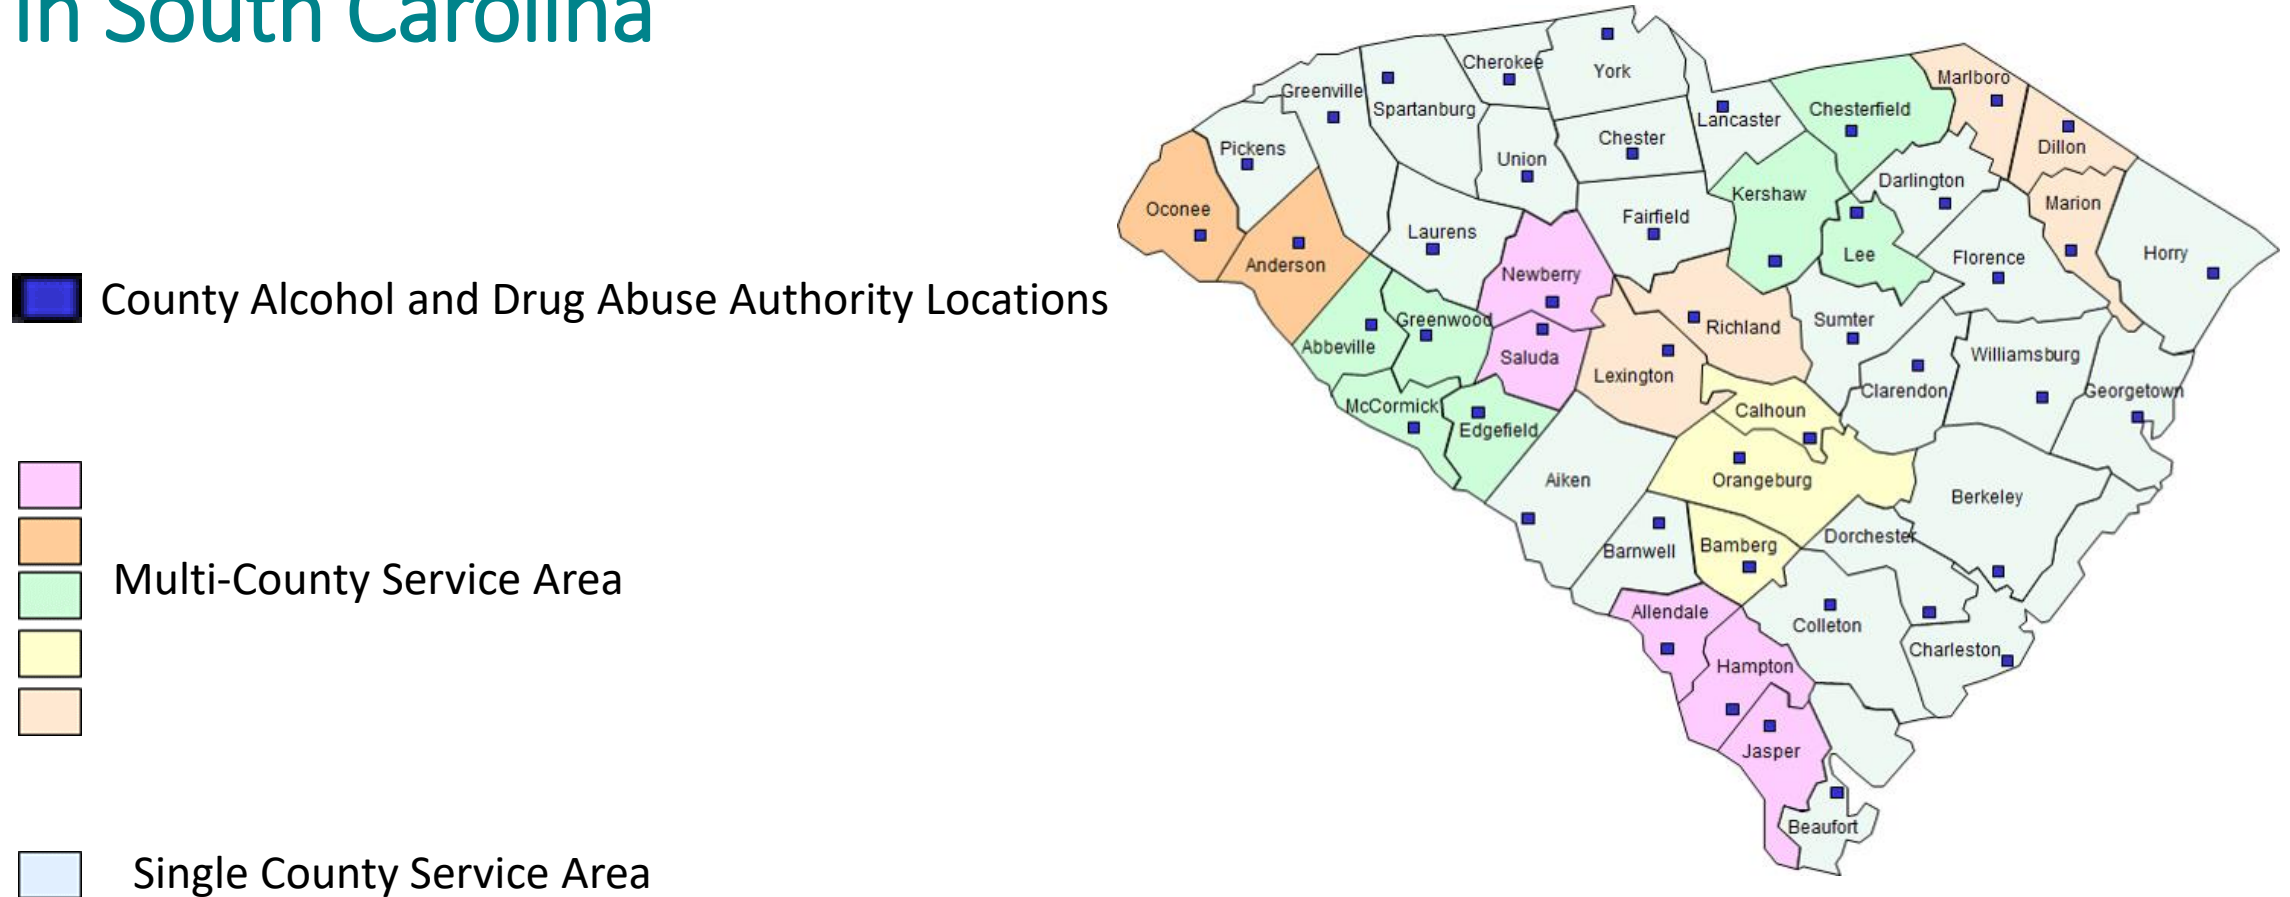 in South Carolina
County Alcohol and Drug Abuse Authority Locations
Multi-County Service Area
Single County Service Area
Cherokee
York
Greenville
Spartanburg
Marlboro
Chesterfield
Lancaster
Chester
Pickens
Union
Dillon
Darlington
Kershaw
Oconee
Fairfield
Marion
Laurens
Anderson
Newberry
Lee
Florence
Horry
Greenwood
Richland
Sumter
Abbeville
Saluda
Williamsburg
Lexington
Clarendon
Georgetown
McCormick
Calhoun
Edgefield
Aiken
Orangeburg
Berkeley
Dorchester
Barnwell
Bamberg
Allendale
Colleton
Charleston
Hampton
Jasper
Beaufort